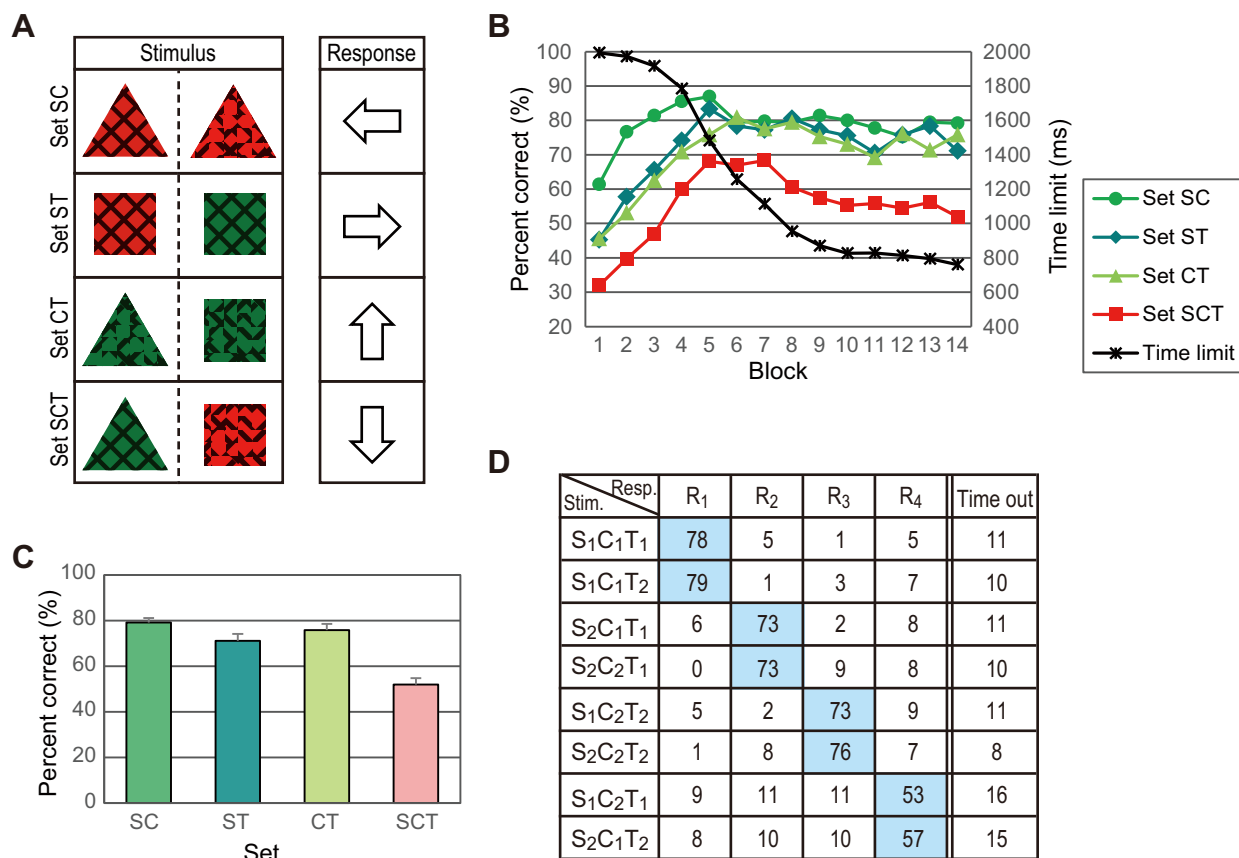 A
Stimulus Response
Set SC
Set ST
Set CT
Set SCT
B
Percent correct (%)
100
90
80
70
60
50
40
30
20
2000
1800
1600
1400
1200
1000
800
600
400
Time limit (ms)
1 2 3 4 5 6 7 8 9 10 11 12 13 14
Block
Set SC
Set ST
Set CT
Set SCT
Time limit
C
Percent correct (%)
100
80
60
40
20
0
SC ST CT SCT
Set
D
Stim. Resp. R₁ R₂ R₃ R₄ Time out
S₁C₁T₁ 78 5 1 5 11
S₁C₁T₂ 79 1 3 7 10
S₂C₁T₁ 6 73 2 8 11
S₂C₂T₁ 0 73 9 8 10
S₁C₂T₂ 5 2 73 9 11
S₂C₂T₂ 1 8 76 7 8
S₁C₂T₁ 9 11 11 53 16
S₂C₁T₂ 8 10 10 57 15